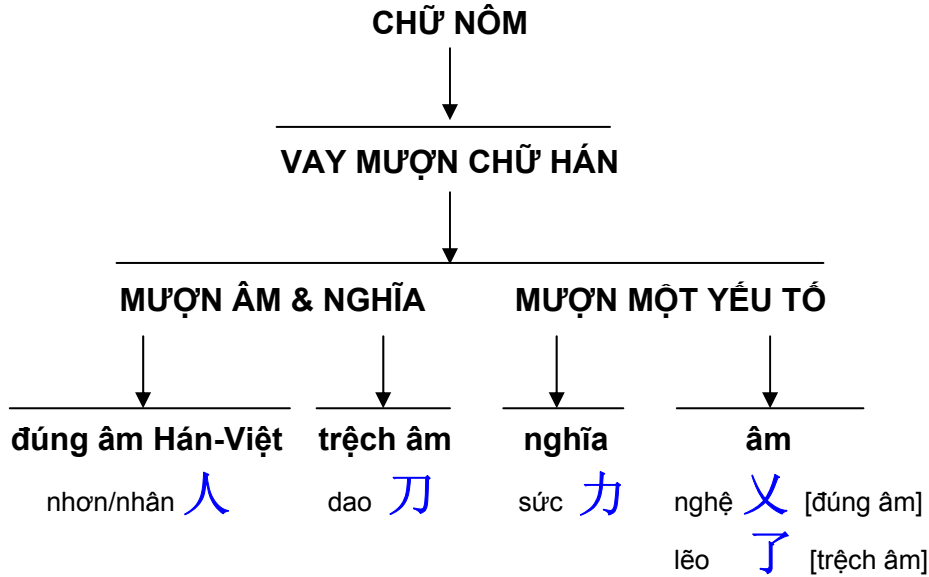 CHỮ NÔM
VAY MƯỢN CHỮ HÁN
MƯỢN ÂM & NGHĨA MƯỢN MỘT YẾU TỐ
đúng âm Hán-Việt trệch âm nghĩa âm
nhơn/nhân 人 dao 刀 sức 力 nghệ 乂 [đúng âm]
lẽo 了 [trệch âm]